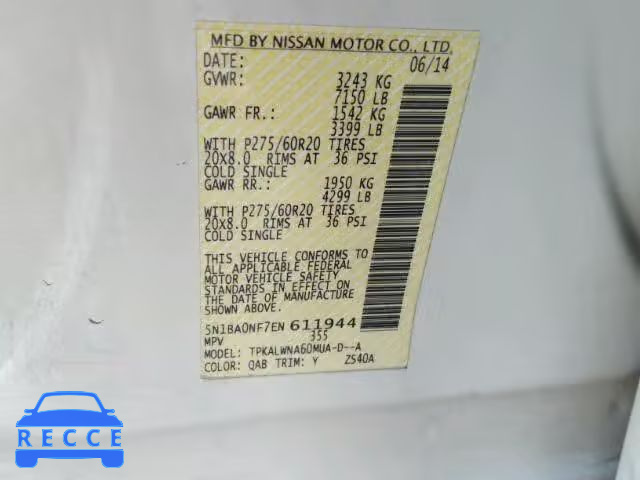 MFD BY NISSAN MOTOR CO., LTD.
DATE: 06/14
GVWR: 3243 KG
7150 LB
GAWR FR.: 1542 KG
3399 LB
WITH P275/60R20 TIRES
20X8.0 RIMS AT 36 PSI
COLD SINGLE
GAWR RR.: 1950 KG
4299 LB
WITH P275/60R20 TIRES
20X8.0 RIMS AT 36 PSI
COLD SINGLE
THIS VEHICLE CONFORMS TO
ALL APPLICABLE FEDERAL
MOTOR VEHICLE SAFETY
STANDARDS IN EFFECT ON
THE DATE OF MANUFACTURE
SHOWN ABOVE.
5N1BA0NF7EN 611944
MPV 355
MODEL: TPKALWNA60MUA-D--A
COLOR: QAB TRIM: Y ZS40A
RECCE